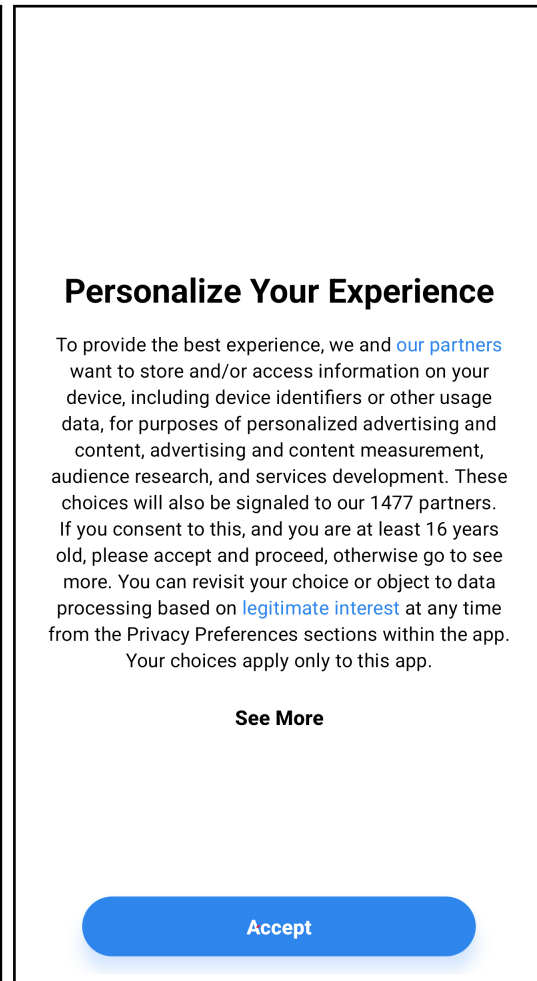 Personalize Your Experience
To provide the best experience, we and our partners
want to store and/or access information on your
device, including device identifiers or other usage
data, for purposes of personalized advertising and
content, advertising and content measurement,
audience research, and services development. These
choices will also be signaled to our 1477 partners.
If you consent to this, and you are at least 16 years
old, please accept and proceed, otherwise go to see
more. You can revisit your choice or object to data
processing based on legitimate interest at any time
from the Privacy Preferences sections within the app.
Your choices apply only to this app.
See More
Accept